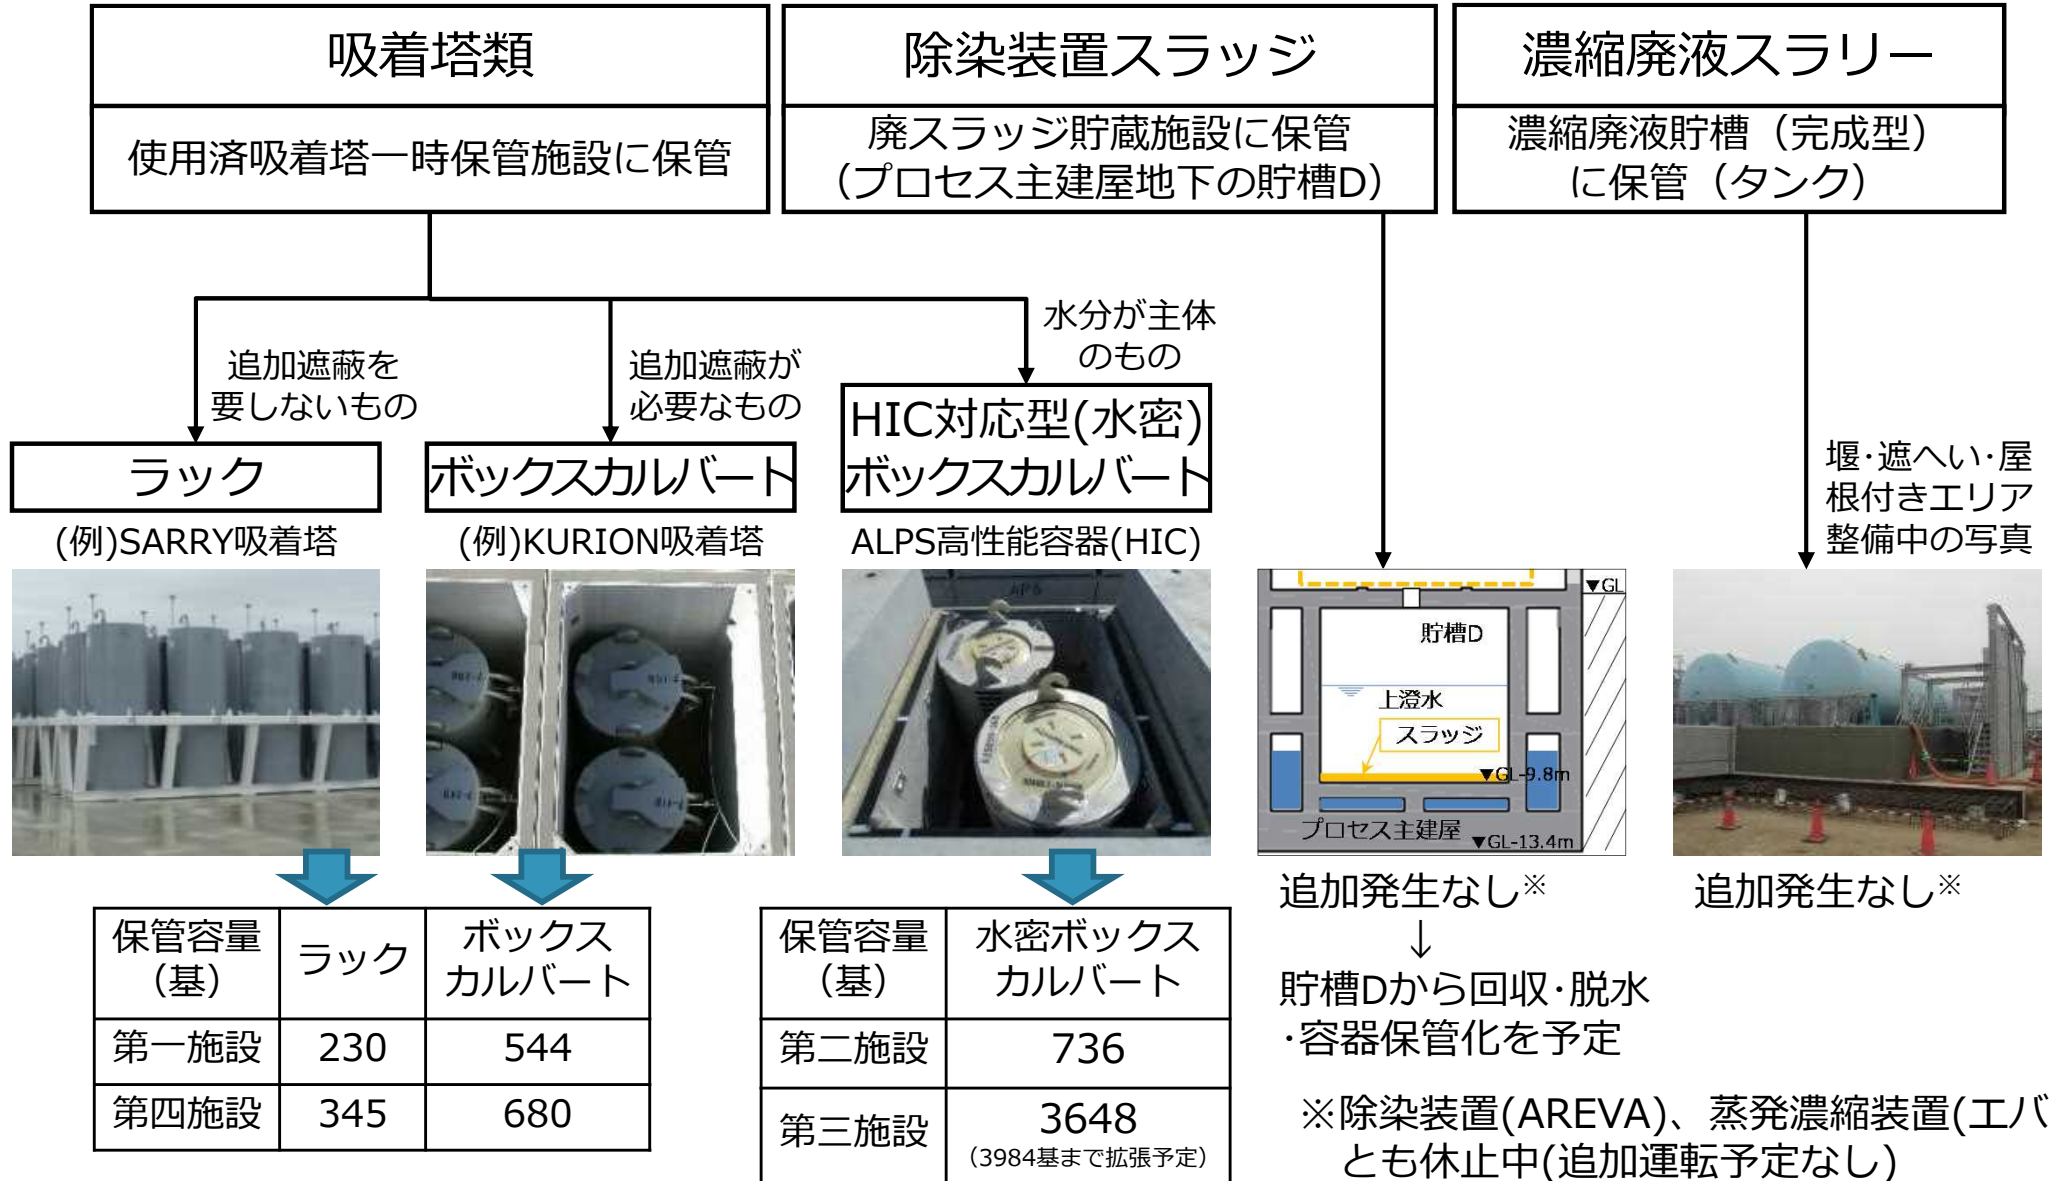 吸着塔類
使用済吸着塔一時保管施設に保管
除染装置スラッジ
廃スラッジ貯蔵施設に保管
（プロセス主建屋地下の貯槽D）
濃縮廃液スラリー
濃縮廃液貯槽（完成型）
に保管（タンク）
追加遮蔽を
要しないもの
追加遮蔽が
必要なもの
水分が主体
のもの
ラック
(例)SARRY吸着塔
ボックスカルバート
(例)KURION吸着塔
HIC対応型(水密)
ボックスカルバート
ALPS高性能容器(HIC)
堰･遮へい･屋
根付きエリア
整備中の写真
▼GL
貯槽D
上澄水
スラッジ
▼GL-9.8m
プロセス主建屋
▼GL-13.4m
保管容量
（基）
ラック
ボックス
カルバート
第一施設 230 544
第四施設 345 680
保管容量
（基）
水密ボックス
カルバート
第二施設 736
第三施設 3648
（3984基まで拡張予定）
追加発生なし※
↓
貯槽Dから回収･脱水
･容器保管化を予定
追加発生なし※
※除染装置(AREVA)、蒸発濃縮装置(エバ
とも休止中(追加運転予定なし)